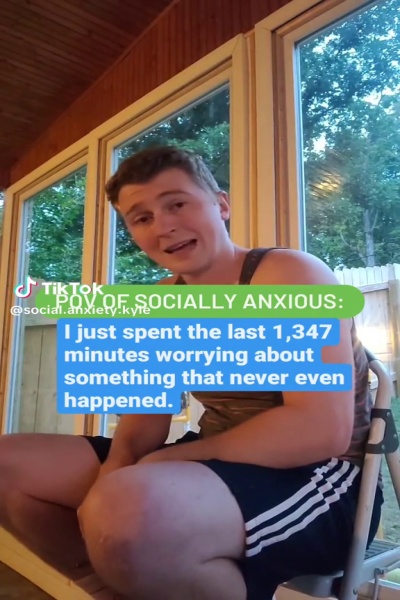 TikTok
@social.anxiety.kyle
POV OF SOCIALLY ANXIOUS:
I just spent the last 1,347
minutes worrying about
something that never even
happened.